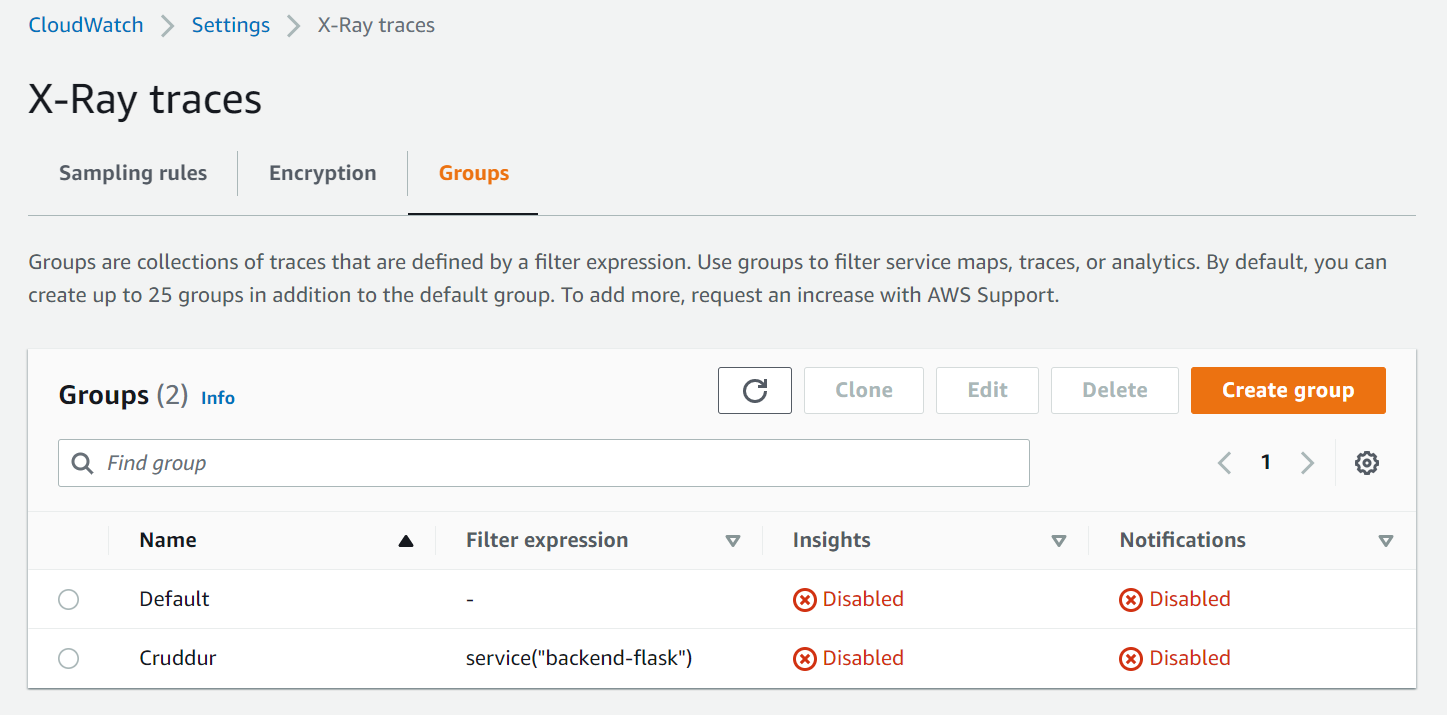 CloudWatch Settings X-Ray traces
X-Ray traces
Sampling rules Encryption Groups
Groups are collections of traces that are defined by a filter expression. Use groups to filter service maps, traces, or analytics. By default, you can
create up to 25 groups in addition to the default group. To add more, request an increase with AWS Support.
Groups (2) Info Clone Edit Delete Create group
Find group 1
Name Filter expression Insights Notifications
Default - Disabled Disabled
Cruddur service("backend-flask") Disabled Disabled